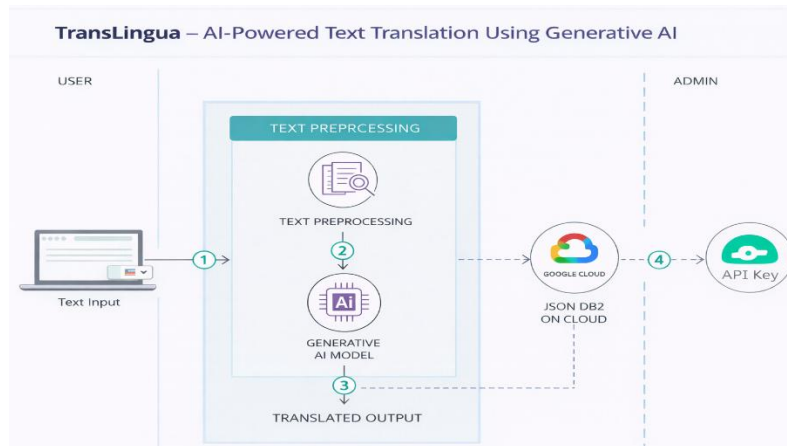 TransLingua – AI-Powered Text Translation Using Generative AI
USER
ADMIN
TEXT PREPRCESSING
TEXT PREPROCESSING
1
2
Text Input
Ai
GENERATIVE
AI MODEL
3
TRANSLATED OUTPUT
GOOGLE CLOUD
JSON DB2
ON CLOUD
4
API Key